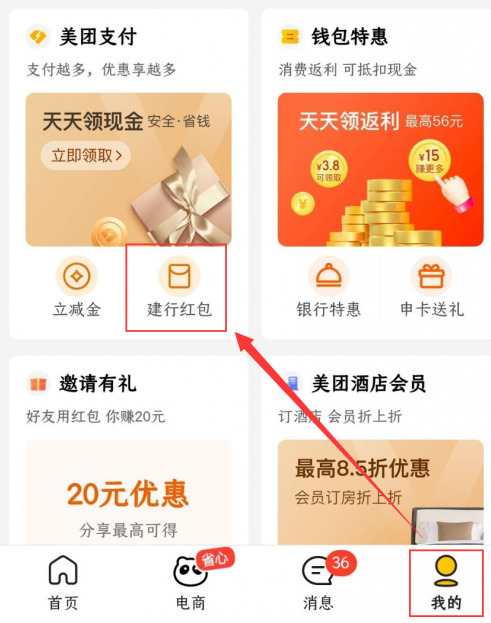 美团支付
支付越多，优惠享越多
天天领现金 安全·省钱
立即领取>
立减金
建行红包
钱包特惠
消费返利 可抵扣现金
天天领返利 最高56元
¥3.8
可领取
¥15
赚更多
¥
银行特惠
申卡送礼
邀请有礼
好友用红包 你赚20元
20元优惠
分享最高可得
美团酒店会员
订酒店 会员折上折
最高8.5折优惠
会员订房折上折
首页
省心
电商
36
消息
我的